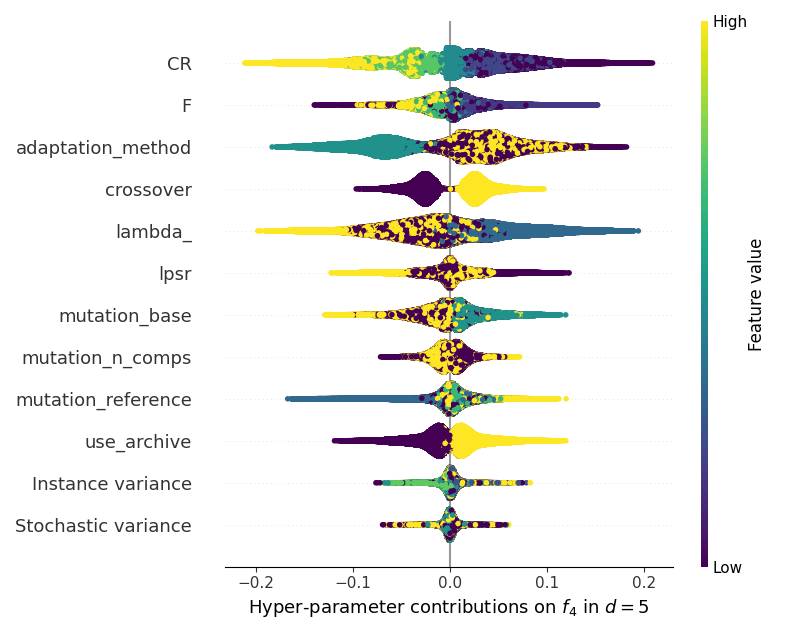 High
CR
F
adaptation_method
crossover
lambda_
lpsr
mutation_base
mutation_n_comps
mutation_reference
use_archive
Instance variance
Stochastic variance
Feature value
Low
−0.2 −0.1 0.0 0.1 0.2
Hyper-parameter contributions on f₄ in d = 5